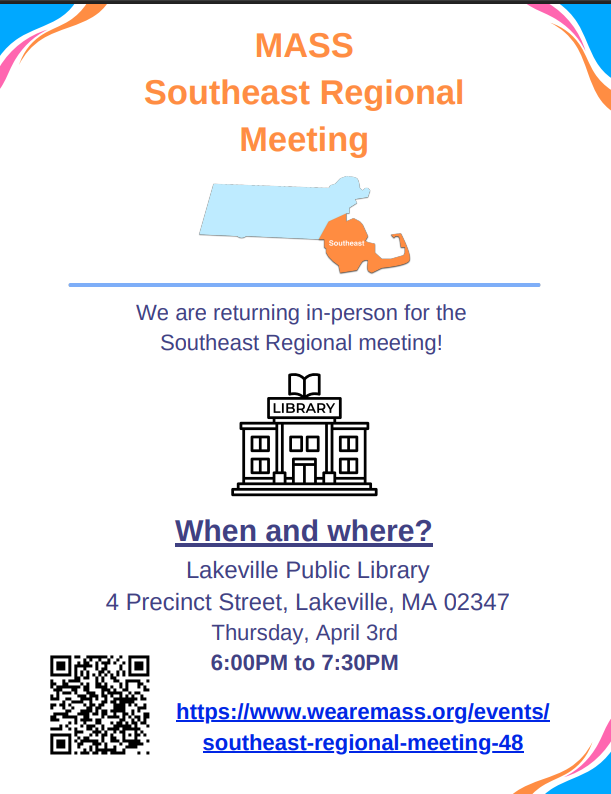 MASS
Southeast Regional
Meeting
Southeast
We are returning in-person for the
Southeast Regional meeting!
LIBRARY
When and where?
Lakeville Public Library
4 Precinct Street, Lakeville, MA 02347
Thursday, April 3rd
6:00PM to 7:30PM
https://www.wearemass.org/events/
southeast-regional-meeting-48